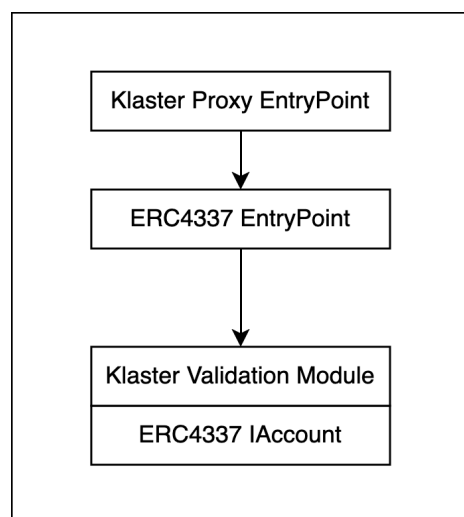 Klaster Proxy EntryPoint
ERC4337 EntryPoint
Klaster Validation Module
ERC4337 IAccount